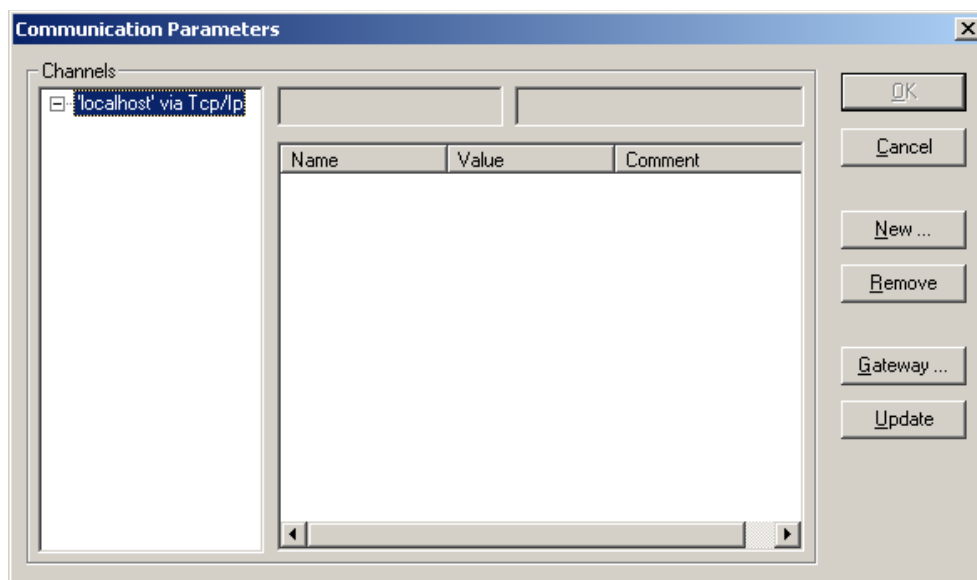 Communication Parameters
Channels
'localhost' via Tcp/Ip
Name Value Comment
OK
Cancel
New ...
Remove
Gateway ...
Update